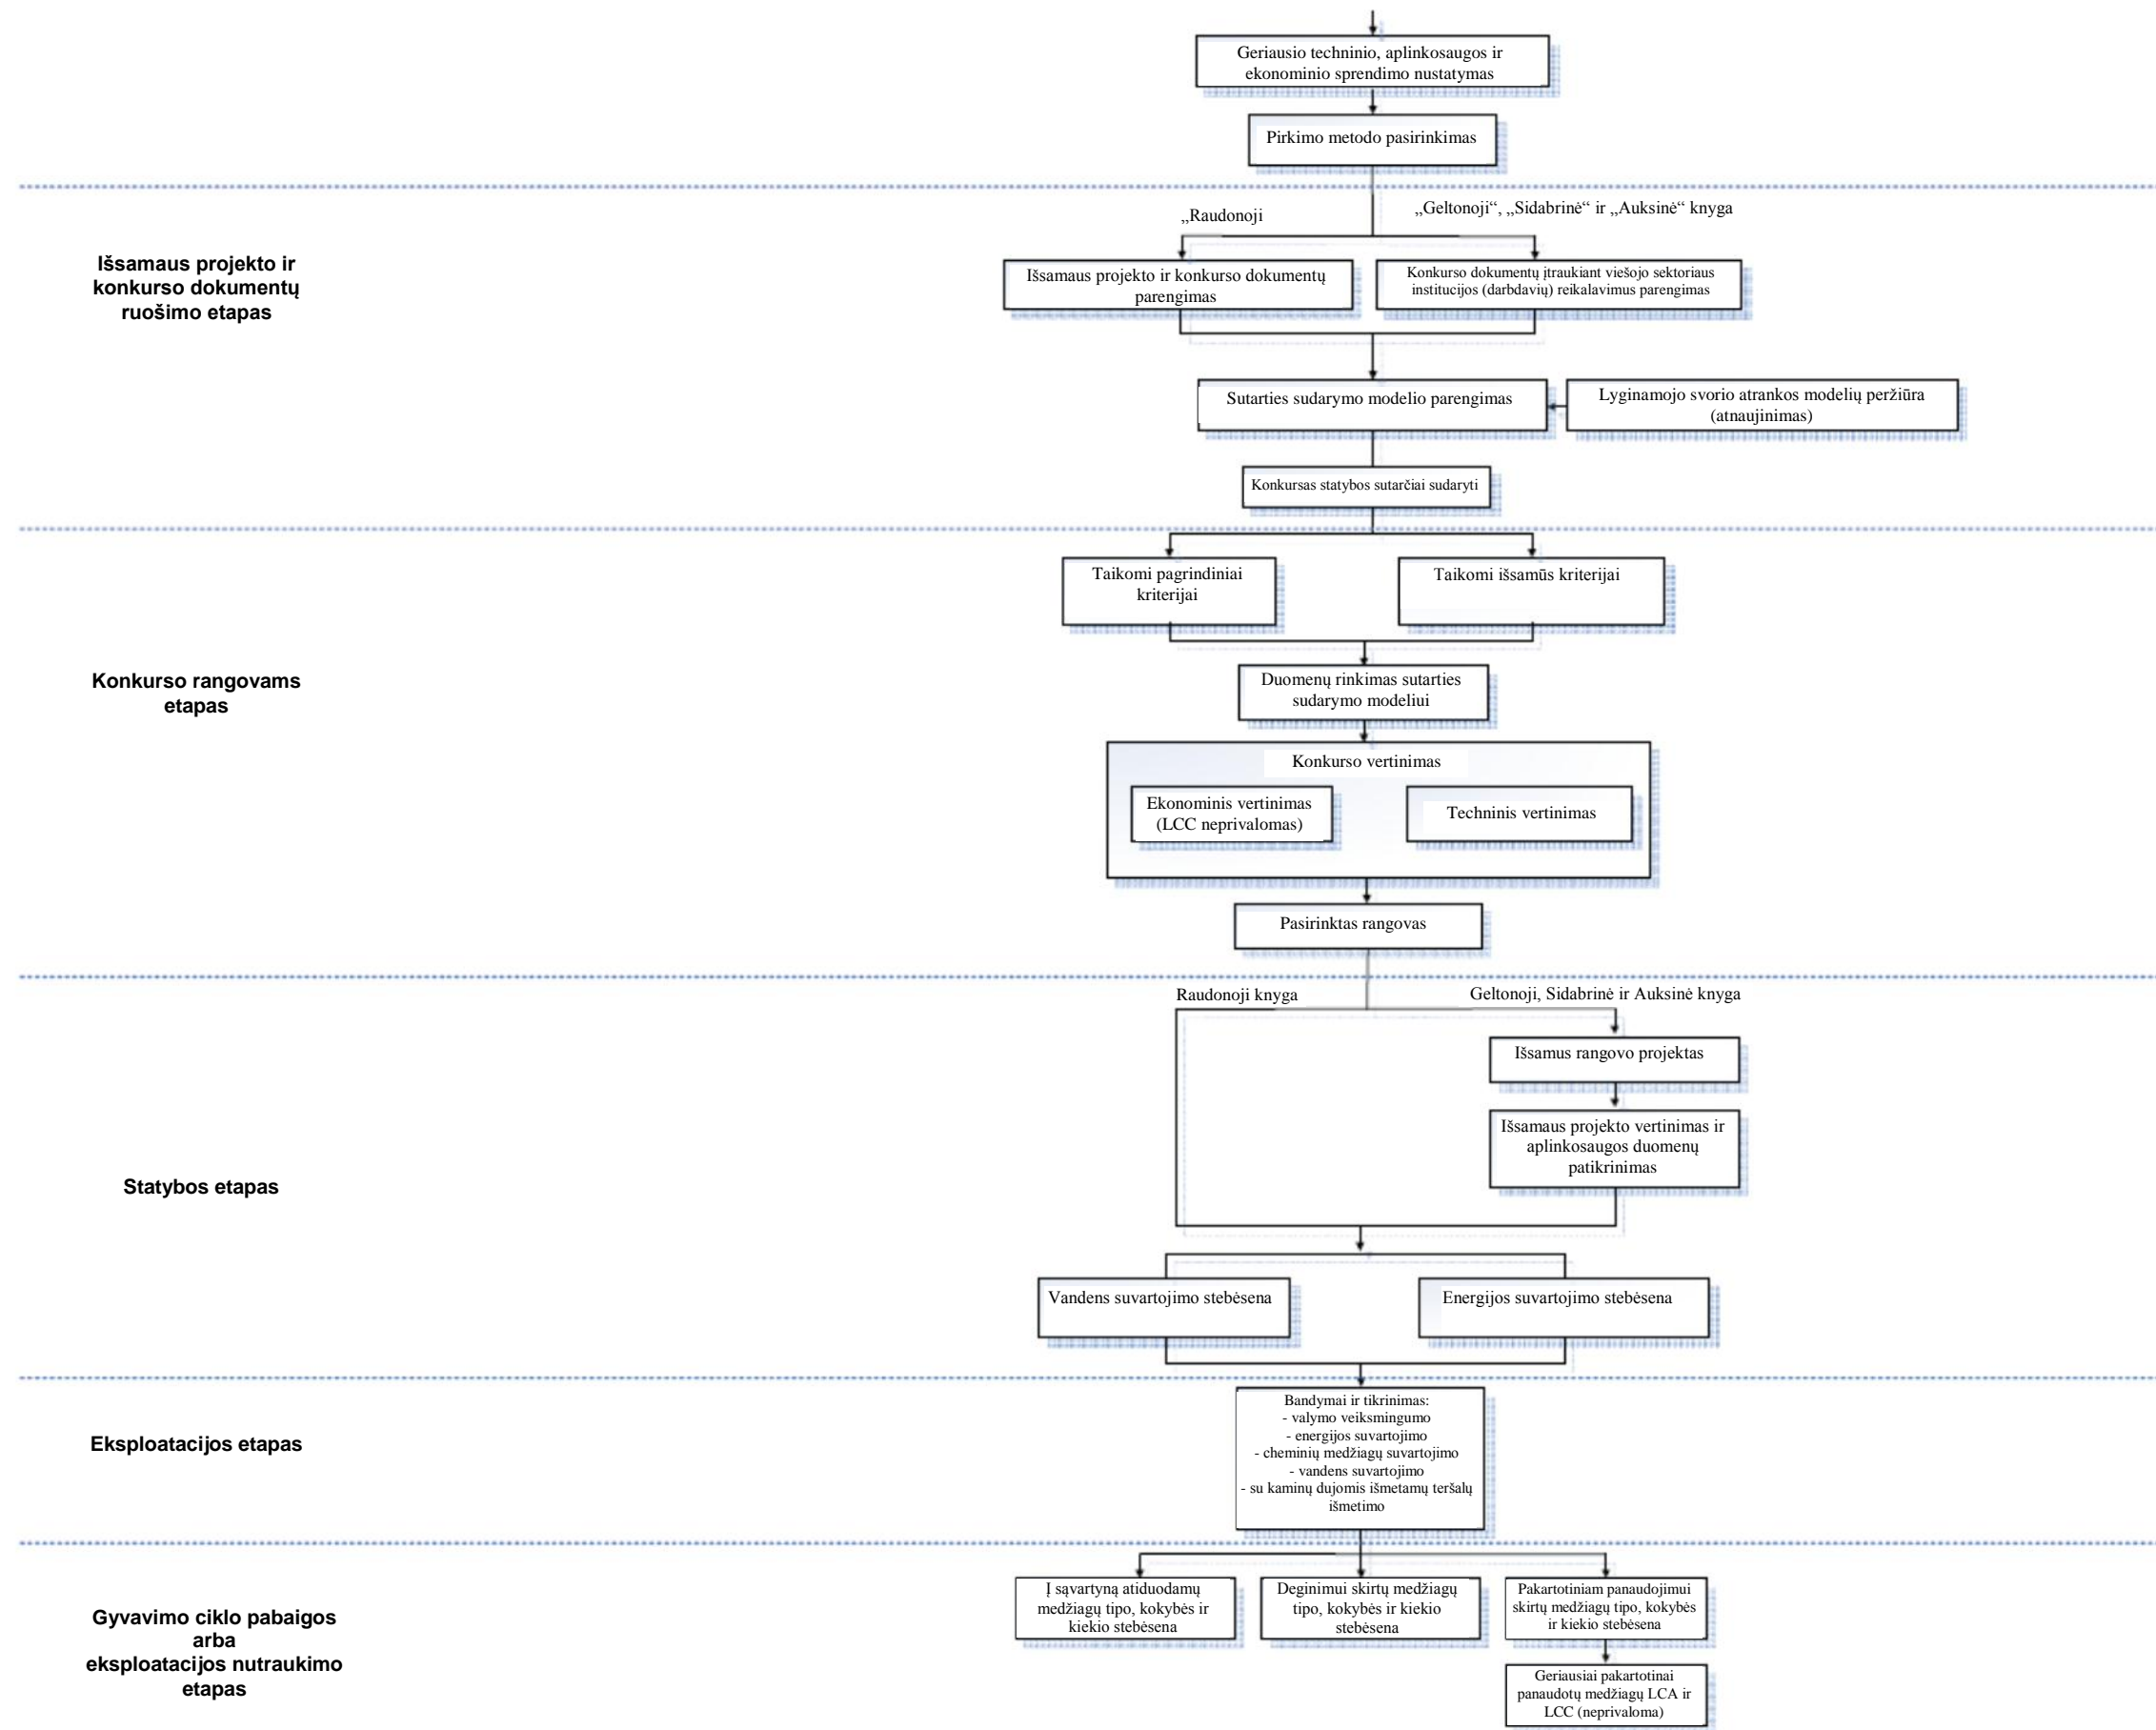 Geriausio techninio, aplinkosaugos ir
ekonominio sprendimo nustatymas
Pirkimo metodo pasirinkimas
„Raudonoji
„Geltonoji“, „Sidabrinė“ ir „Auksinė“ knyga
Išsamaus projekto ir
konkurso dokumentų
ruošimo etapas
Išsamaus projekto ir konkurso dokumentų
parengimas
Konkurso dokumentų įtraukiant viešojo sektoriaus
institucijos (darbdavių) reikalavimus parengimas
Sutarties sudarymo modelio parengimas
Lyginamojo svorio atrankos modelių peržiūra
(atnaujinimas)
Konkursas statybos sutarčiai sudaryti
Taikomi pagrindiniai
kriterijai
Taikomi išsamūs kriterijai
Konkurso rangovams
etapas
Duomenų rinkimas sutarties
sudarymo modeliui
Konkurso vertinimas
Ekonominis vertinimas
(LCC neprivalomas)
Techninis vertinimas
Pasirinktas rangovas
Raudonoji knyga
Geltonoji, Sidabrinė ir Auksinė knyga
Išsamus rangovo projektas
Išsamaus projekto vertinimas ir
aplinkosaugos duomenų
patikrinimas
Statybos etapas
Vandens suvartojimo stebėsena
Energijos suvartojimo stebėsena
Eksploatacijos etapas
Bandymai ir tikrinimas:
- valymo veiksmingumo
- energijos suvartojimo
- cheminių medžiagų suvartojimo
- vandens suvartojimo
- su kaminų dujomis išmetamų teršalų
išmetimo
Gyvavimo ciklo pabaigos
arba
eksploatacijos nutraukimo
etapas
Į sąvartyną atiduodamų
medžiagų tipo, kokybės ir
kiekio stebėsena
Deginimui skirtų medžiagų
tipo, kokybės ir kiekio
stebėsena
Pakartotiniam panaudojimui
skirtų medžiagų tipo, kokybės
ir kiekio stebėsena
Geriausiai pakartotinai
panaudotų medžiagų LCA ir
LCC (neprivaloma)